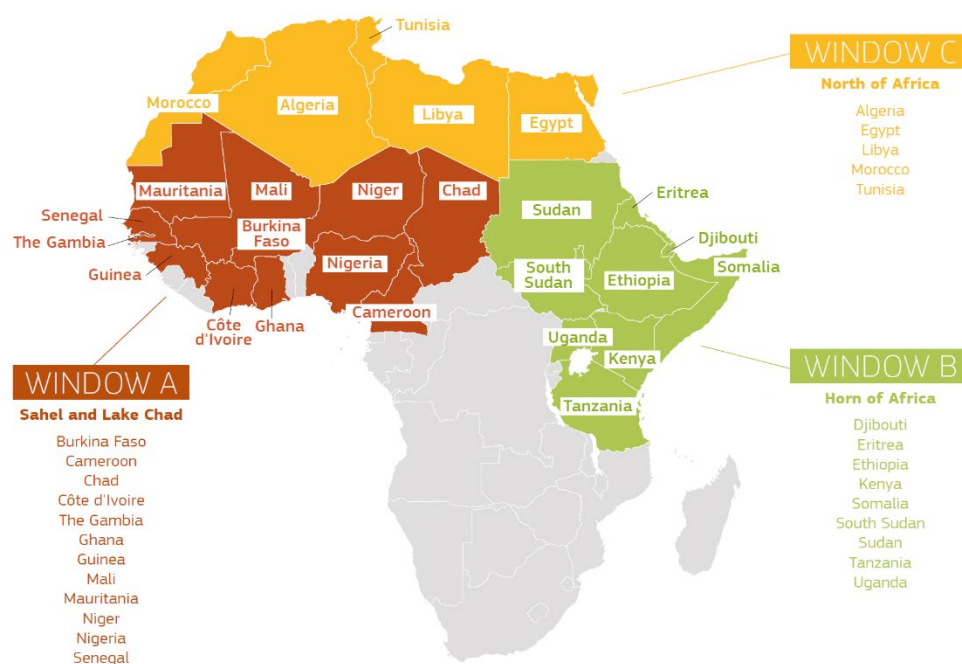 Tunisia
Morocco
Algeria
Libya
Egypt
Mauritania
Mali
Niger
Chad
Senegal
The Gambia
Guinea
Burkina
Faso
Nigeria
Côte
d'Ivoire
Ghana
Cameroon
Sudan
Eritrea
Djibouti
Somalia
South
Sudan
Ethiopia
Uganda
Kenya
Tanzania
WINDOW C
North of Africa
Algeria
Egypt
Libya
Morocco
Tunisia
WINDOW A
Sahel and Lake Chad
Burkina Faso
Cameroon
Chad
Côte d'Ivoire
The Gambia
Ghana
Guinea
Mali
Mauritania
Niger
Nigeria
Senegal
WINDOW B
Horn of Africa
Djibouti
Eritrea
Ethiopia
Kenya
Somalia
South Sudan
Sudan
Tanzania
Uganda